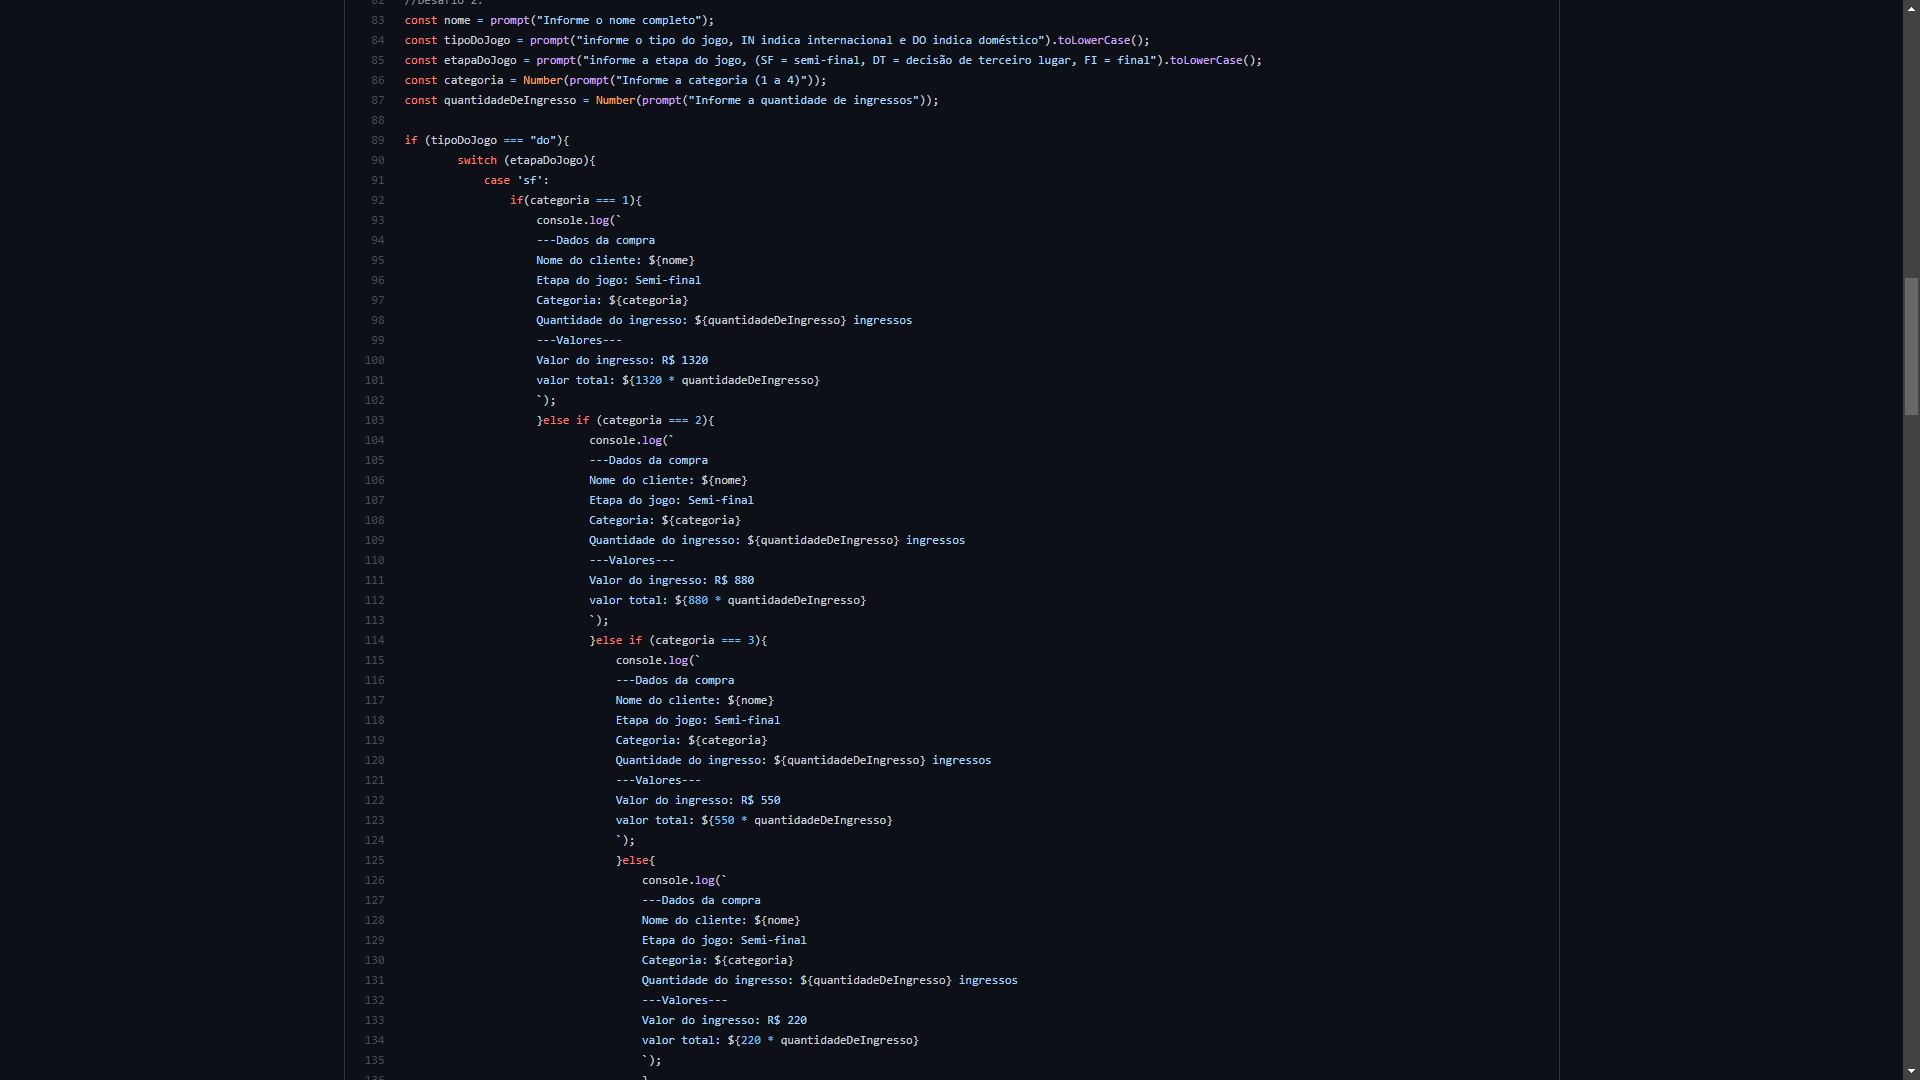 82 //Desafio 2:
83 const nome = prompt("Informe o nome completo");
84 const tipoDoJogo = prompt("informe o tipo do jogo, IN indica internacional e DO indica doméstico").toLowerCase();
85 const etapaDoJogo = prompt("informe a etapa do jogo, (SF = semi-final, DT = decisão de terceiro lugar, FI = final").toLowerCase();
86 const categoria = Number(prompt("Informe a categoria (1 a 4)"));
87 const quantidadeDeIngresso = Number(prompt("Informe a quantidade de ingressos"));
88
89 if (tipoDoJogo === "do"){
90 switch (etapaDoJogo){
91 case 'sf':
92 if(categoria === 1){
93 console.log(`
94 ---Dados da compra
95 Nome do cliente: ${nome}
96 Etapa do jogo: Semi-final
97 Categoria: ${categoria}
98 Quantidade do ingresso: ${quantidadeDeIngresso} ingressos
99 ---Valores---
100 Valor do ingresso: R$ 1320
101 valor total: ${1320 * quantidadeDeIngresso}
102 `);
103 }else if (categoria === 2){
104 console.log(`
105 ---Dados da compra
106 Nome do cliente: ${nome}
107 Etapa do jogo: Semi-final
108 Categoria: ${categoria}
109 Quantidade do ingresso: ${quantidadeDeIngresso} ingressos
110 ---Valores---
111 Valor do ingresso: R$ 880
112 valor total: ${880 * quantidadeDeIngresso}
113 `);
114 }else if (categoria === 3){
115 console.log(`
116 ---Dados da compra
117 Nome do cliente: ${nome}
118 Etapa do jogo: Semi-final
119 Categoria: ${categoria}
120 Quantidade do ingresso: ${quantidadeDeIngresso} ingressos
121 ---Valores---
122 Valor do ingresso: R$ 550
123 valor total: ${550 * quantidadeDeIngresso}
124 `);
125 }else{
126 console.log(`
127 ---Dados da compra
128 Nome do cliente: ${nome}
129 Etapa do jogo: Semi-final
130 Categoria: ${categoria}
131 Quantidade do ingresso: ${quantidadeDeIngresso} ingressos
132 ---Valores---
133 Valor do ingresso: R$ 220
134 valor total: ${220 * quantidadeDeIngresso}
135 `);
136 }